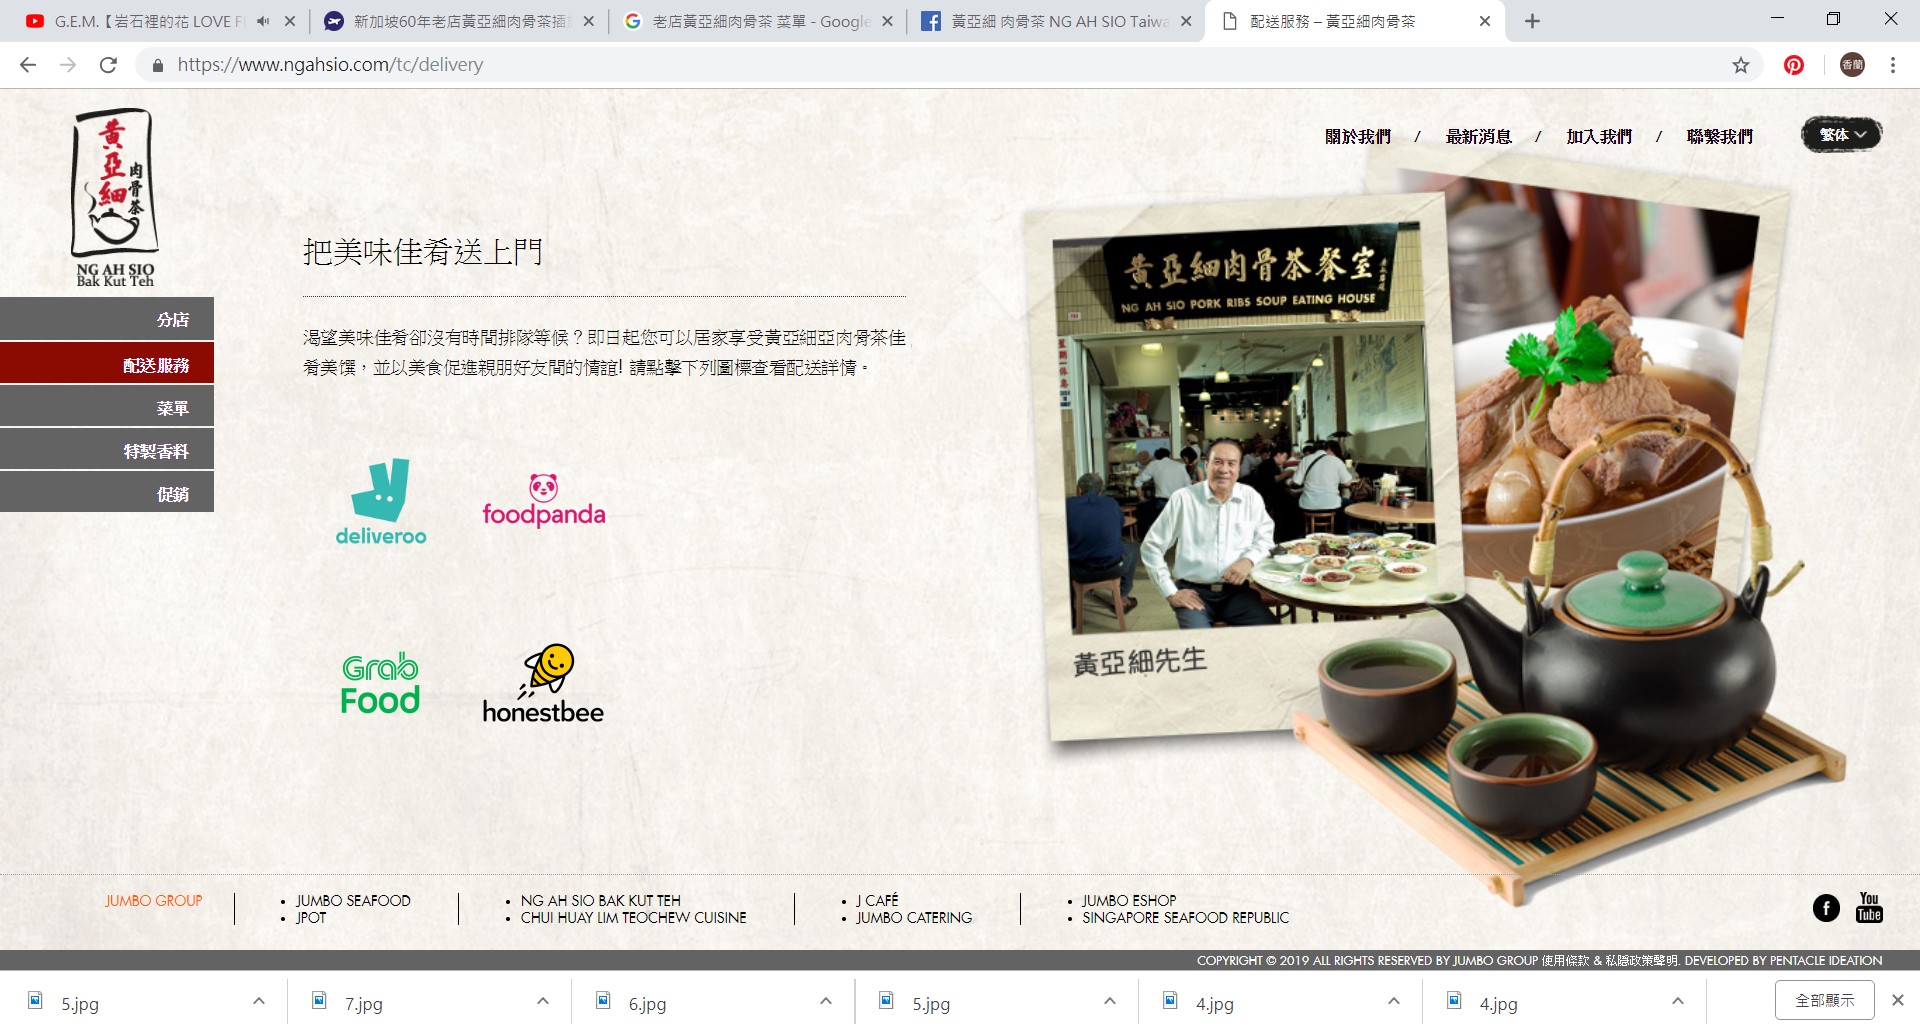 G.E.M.【岩石裡的花 LOVE F
新加坡60年老店黃亞細肉骨茶插
老店黃亞細肉骨茶 菜單 - Google
黃亞細 肉骨茶 NG AH SIO Taiwa
配送服務 – 黃亞細肉骨茶
https://www.ngahsio.com/tc/delivery
香蘭
黃亞細
肉骨茶
NG AH SIO
Bak Kut Teh
關於我們 / 最新消息 / 加入我們 / 聯繫我們
繁体
分店
配送服務
菜單
特製香料
促銷
把美味佳肴送上門
渴望美味佳肴卻沒有時間排隊等候？即日起您可以居家享受黃亞細亞肉骨茶佳
肴美馔，並以美食促進親朋好友間的情誼! 請點擊下列圖標查看配送詳情。
deliveroo
foodpanda
Grab
Food
honestbee
黃亞細肉骨茶餐室
NG AH SIO PORK RIBS SOUP EATING HOUSE
黃亞細先生
JUMBO GROUP
JUMBO SEAFOOD
JPOT
NG AH SIO BAK KUT TEH
CHUI HUAY LIM TEOCHEW CUISINE
J CAFÉ
JUMBO CATERING
JUMBO ESHOP
SINGAPORE SEAFOOD REPUBLIC
You
Tube
COPYRIGHT © 2019 ALL RIGHTS RESERVED BY JUMBO GROUP 使用條款 & 私隱政策聲明. DEVELOPED BY PENTACLE IDEATION
5.jpg
7.jpg
6.jpg
5.jpg
4.jpg
4.jpg
全部顯示